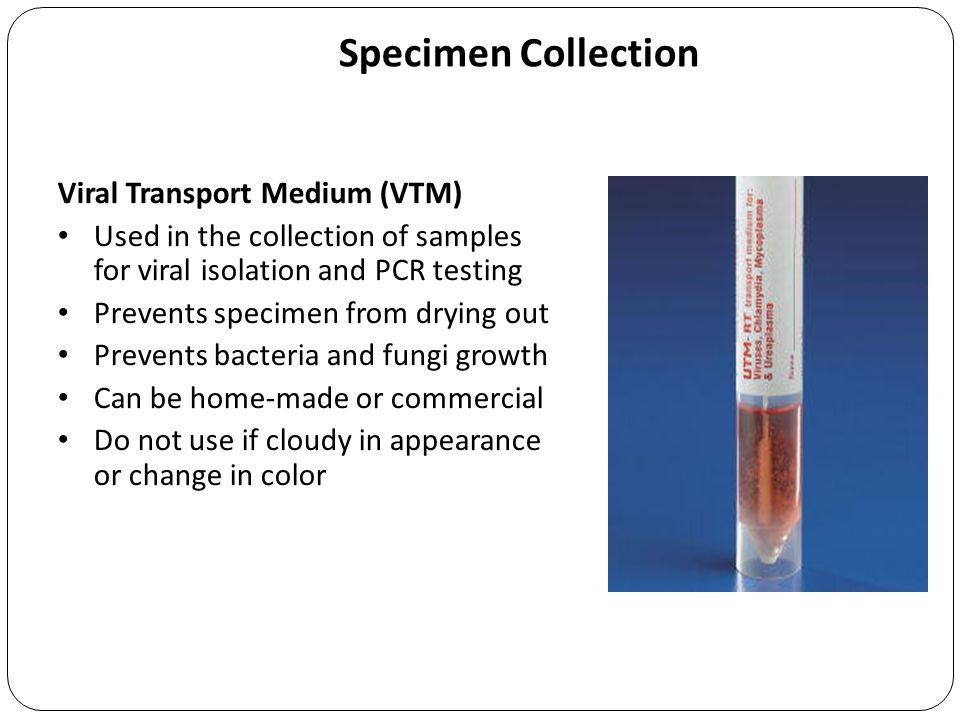 Specimen Collection
Viral Transport Medium (VTM)
• Used in the collection of samples
for viral isolation and PCR testing
• Prevents specimen from drying out
• Prevents bacteria and fungi growth
• Can be home-made or commercial
• Do not use if cloudy in appearance
or change in color
UTM-RT transport medium for:
Viruses, Chlamydia, Mycoplasma
& Ureaplasma